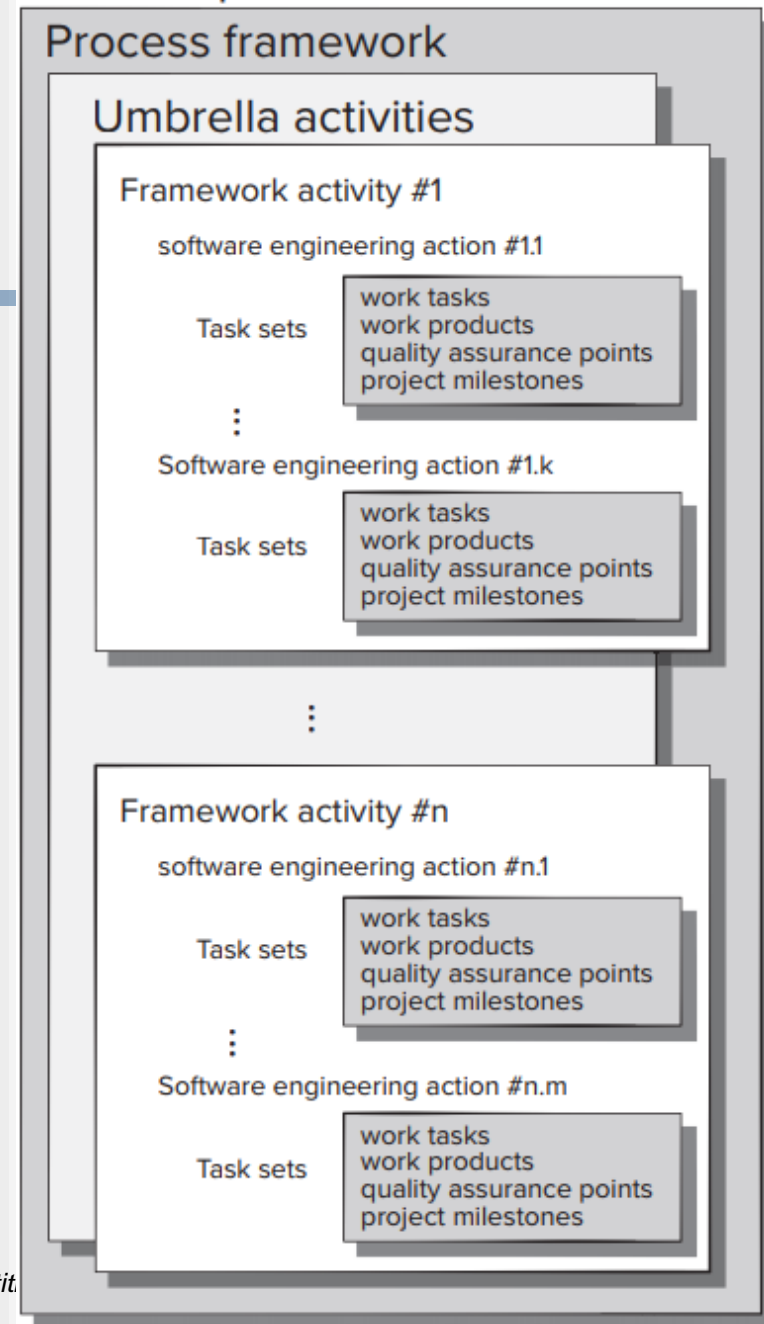 Process framework
Umbrella activities
Framework activity #1
software engineering action #1.1
Task sets
work tasks
work products
quality assurance points
project milestones
⋮
Software engineering action #1.k
Task sets
work tasks
work products
quality assurance points
project milestones
⋮
Framework activity #n
software engineering action #n.1
Task sets
work tasks
work products
quality assurance points
project milestones
⋮
Software engineering action #n.m
Task sets
work tasks
work products
quality assurance points
project milestones